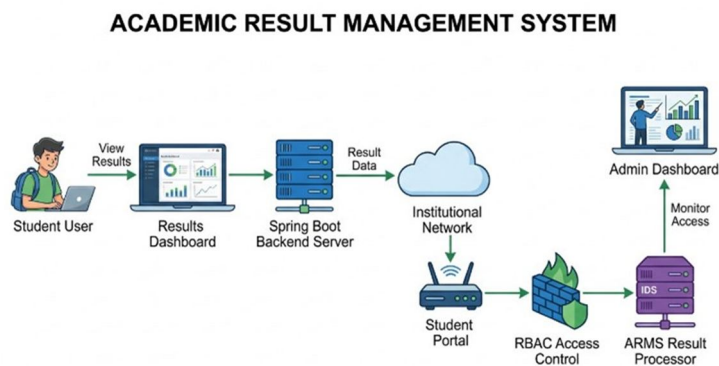 ACADEMIC RESULT MANAGEMENT SYSTEM
View
Results
Student User
Results
Dashboard
Spring Boot
Backend Server
Result
Data
Institutional
Network
Student
Portal
RBAC Access
Control
IDS
ARMS Result
Processor
Monitor
Access
Admin Dashboard